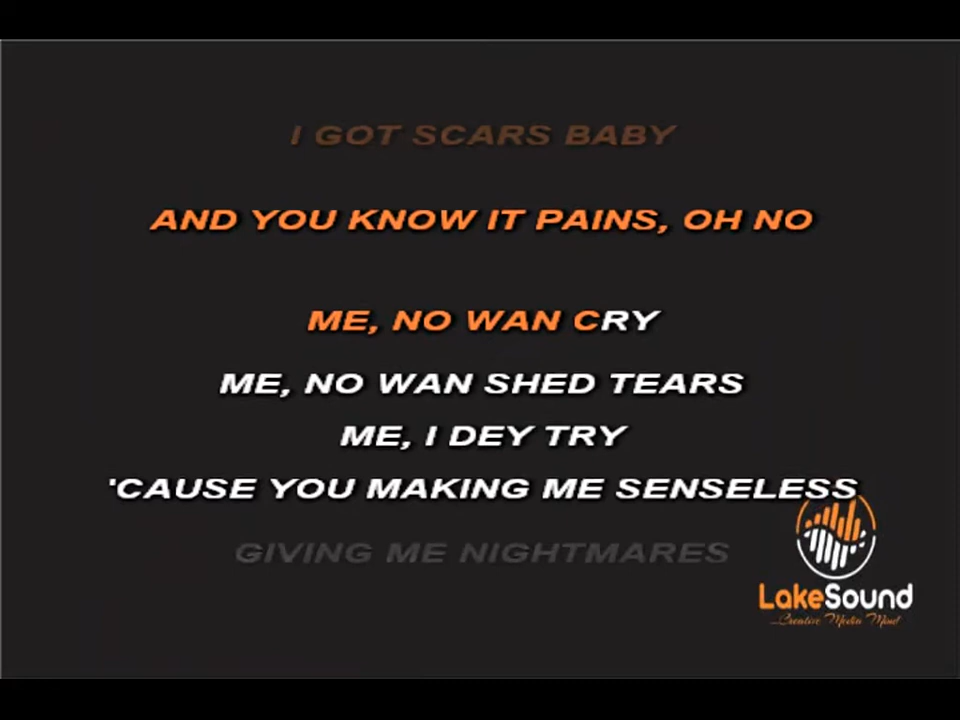 I GOT SCARS BABY
AND YOU KNOW IT PAINS, OH NO
ME, NO WAN CRY
ME, NO WAN SHED TEARS
ME, I DEY TRY
'CAUSE YOU MAKING ME SENSELESS
GIVING ME NIGHTMARES
LakeSound
...Creative Media Mind